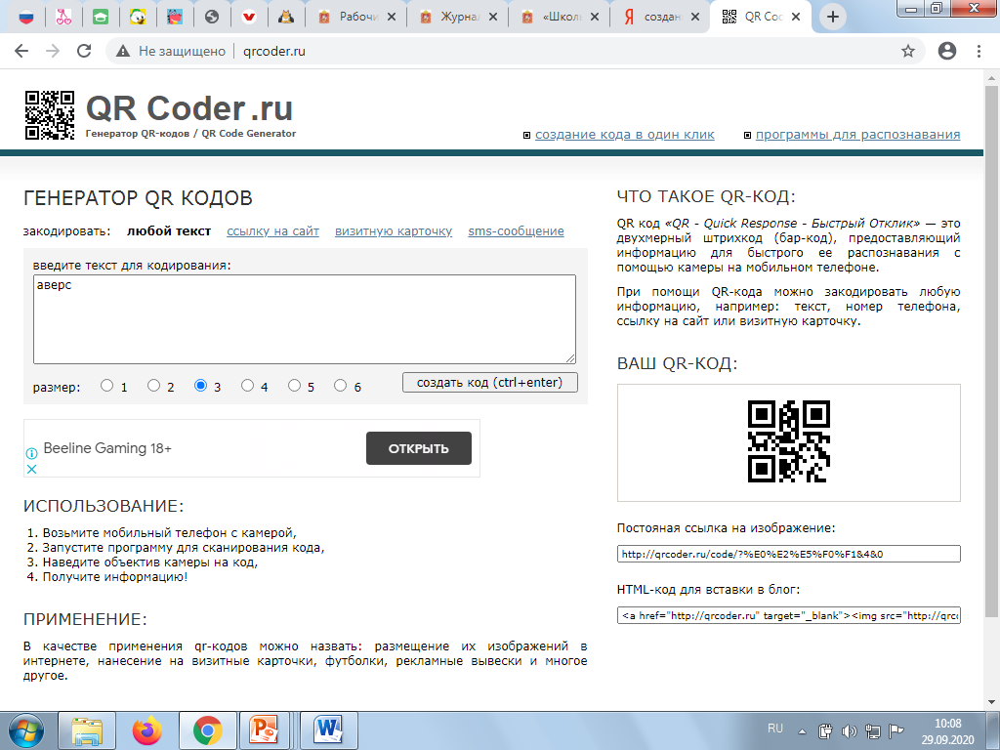 Рабочи
Журна
«Школ
Я создан
QR Coc
Не защищено
qrcoder.ru
QR Coder.ru
Генератор QR-кодов / QR Code Generator
создание кода в один клик
программы для распознавания
ГЕНЕРАТОР QR КОДОВ
закодировать: любой текст ссылку на сайт визитную карточку sms-сообщение
введите текст для кодирования:
аверс
размер: 1 2 3 4 5 6
создать код (ctrl+enter)
Beeline Gaming 18+
ОТКРЫТЬ
ИСПОЛЬЗОВАНИЕ:
1. Возьмите мобильный телефон с камерой,
2. Запустите программу для сканирования кода,
3. Наведите объектив камеры на код,
4. Получите информацию!
ПРИМЕНЕНИЕ:
В качестве применения qr-кодов можно назвать: размещение их изображений в
интернете, нанесение на визитные карточки, футболки, рекламные вывески и многое
другое.
ЧТО ТАКОЕ QR-КОД:
QR код «QR - Quick Response - Быстрый Отклик» — это
двухмерный штрихкод (бар-код), предоставляющий
информацию для быстрого ее распознавания с
помощью камеры на мобильном телефоне.
При помощи QR-кода можно закодировать любую
информацию, например: текст, номер телефона,
ссылку на сайт или визитную карточку.
ВАШ QR-КОД:
Постояная ссылка на изображение:
http://qrcoder.ru/code/?%E0%E2%E5%F0%F1&4&0
HTML-код для вставки в блог:
<a href="http://qrcoder.ru" target="_blank"><img src="http://qrc
RU
10:08
29.09.2020